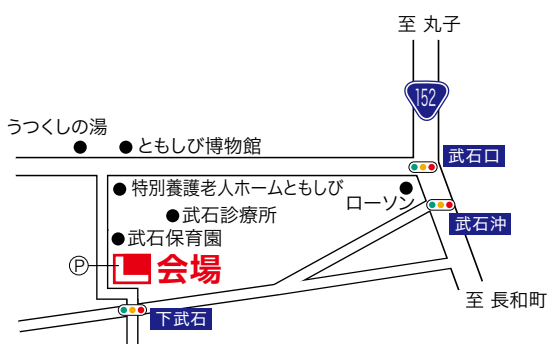 至 丸子
152
うつくしの湯
ともしび博物館
武石口
特別養護老人ホームともしび
ローソン
武石診療所
武石沖
武石保育園
P
会場
至 長和町
下武石